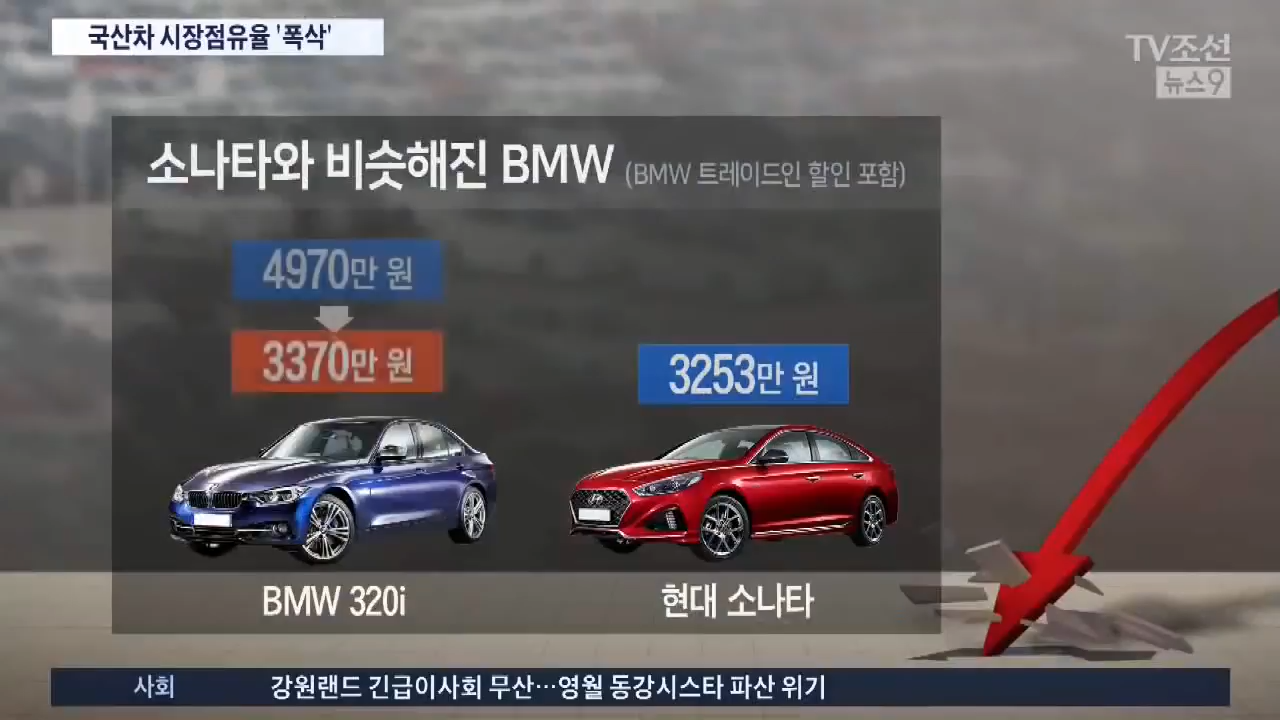 국산차 시장점유율 '폭삭'
TV조선
뉴스9
소나타와 비슷해진 BMW (BMW 트레이드인 할인 포함)
4970만 원
3370만 원
3253만 원
BMW 320i
현대 소나타
사회 강원랜드 긴급이사회 무산…영월 동강시스타 파산 위기